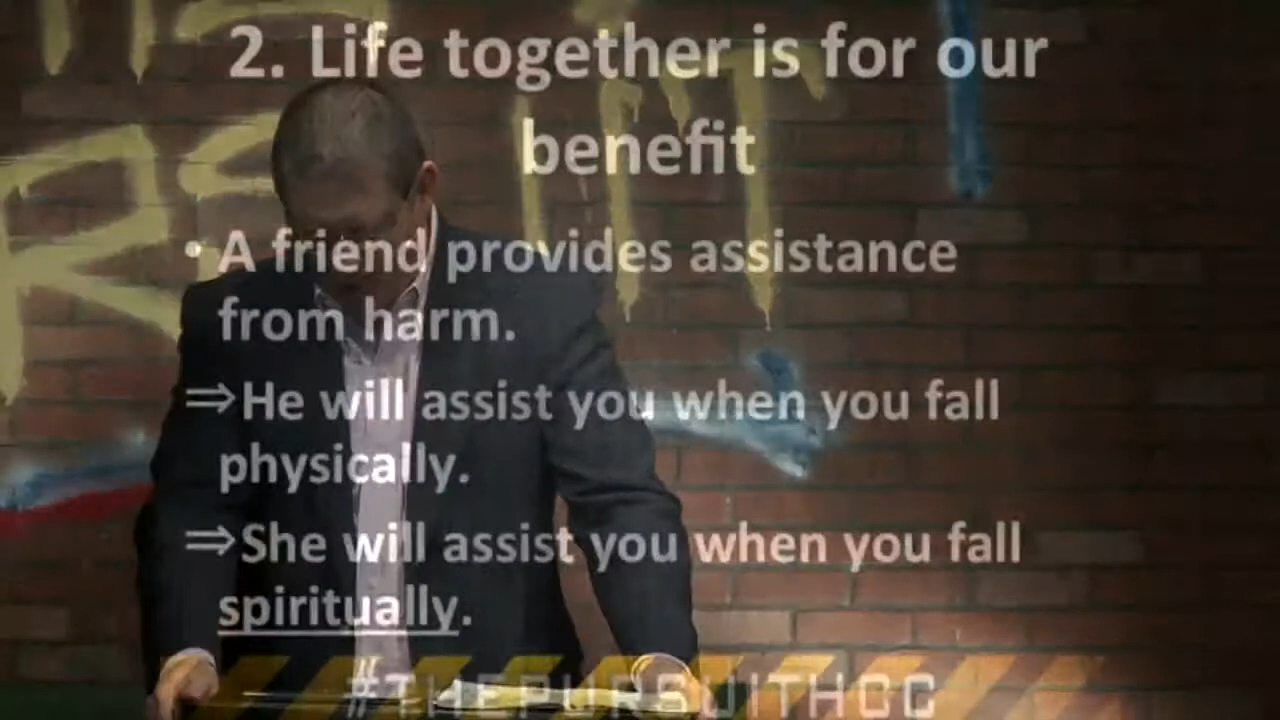 2. Life together is for our
benefit
• A friend provides assistance
from harm.
⇒He will assist you when you fall
physically.
⇒She will assist you when you fall
spiritually.
#THEPURSUITHGG